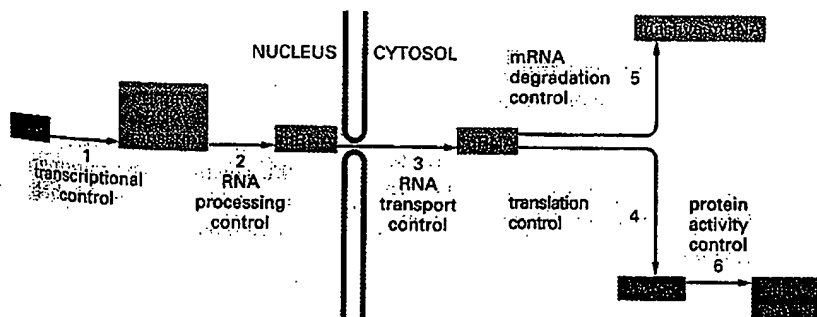 NUCLEUS
CYTOSOL
mRNA
degradation
control
5
1
transcriptional
control
2
RNA
processing
control
3
RNA
transport
control
translation
control
4
protein
activity
control
6